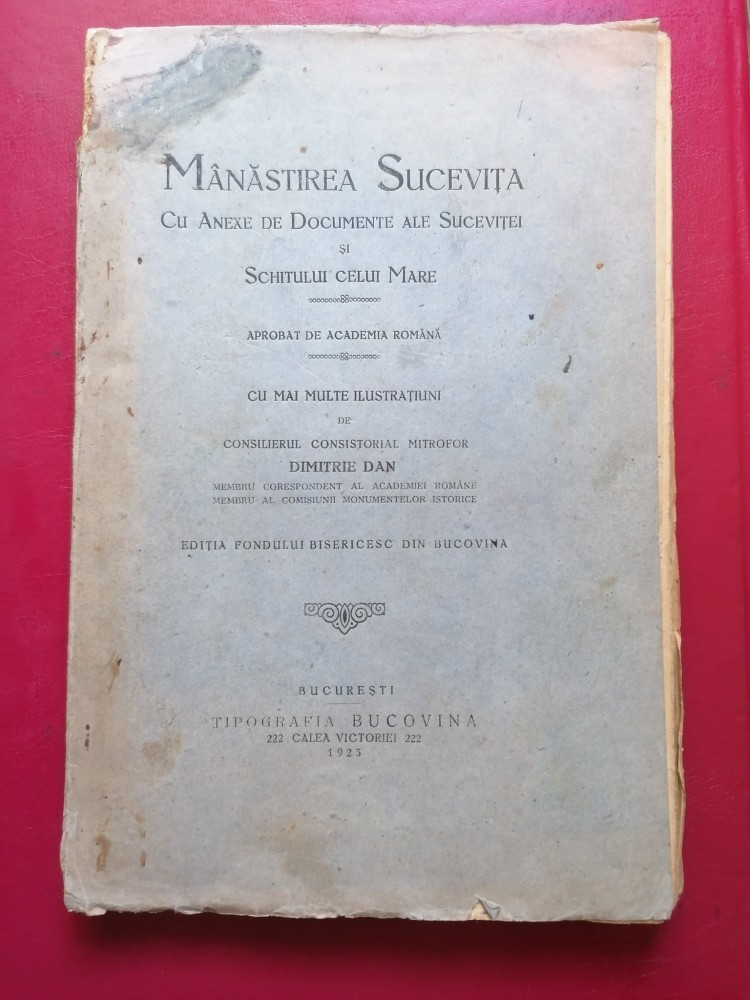 MÂNĂSTIREA SUCEVIȚA
CU ANEXE DE DOCUMENTE ALE SUCEVIȚEI
ȘI
SCHITULUI CELUI MARE
APROBAT DE ACADEMIA ROMÂNĂ
CU MAI MULTE ILUSTRAȚIUNI
DE
CONSILIERUL CONSISTORIAL MITROFOR
DIMITRIE DAN
MEMBRU CORESPONDENT AL ACADEMIEI ROMÂNE
MEMBRU AL COMISIUNII MONUMENTELOR ISTORICE
EDIȚIA FONDULUI BISERICESC DIN BUCOVINA
BUCUREȘTI
TIPOGRAFIA BUCOVINA
222 CALEA VICTORIEI 222
1923